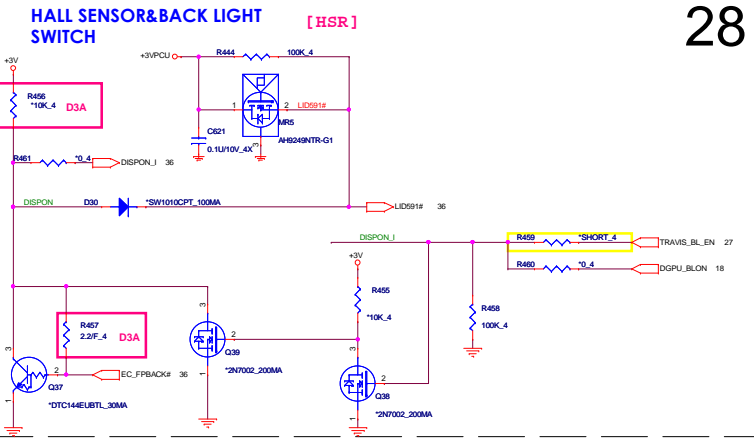 HALL SENSOR&BACK LIGHT
SWITCH
[HSR]
28
+3V
+3VPCU
R444
100K_4
R456
*10K_4
D3A
1
2
LID591#
MR5
C621
0.1U/10V_4X
3
AH9249NTR-G1
R461
*0_4
DISPON_I 36
DISPON
D30
*SW1010CPT_100MA
LID591# 36
DISPON_I
R459
*SHORT_4
TRAVIS_BL_EN 27
+3V
R460
*0_4
DGPU_BLON 18
R455
*10K_4
3
R458
100K_4
R457
2.2/F_4
D3A
2
Q39
3
3
1
*2N7002_200MA
2
EC_FPBACK# 36
2
Q37
Q38
1
*DTC144EUBTL_30MA
1
*2N7002_200MA